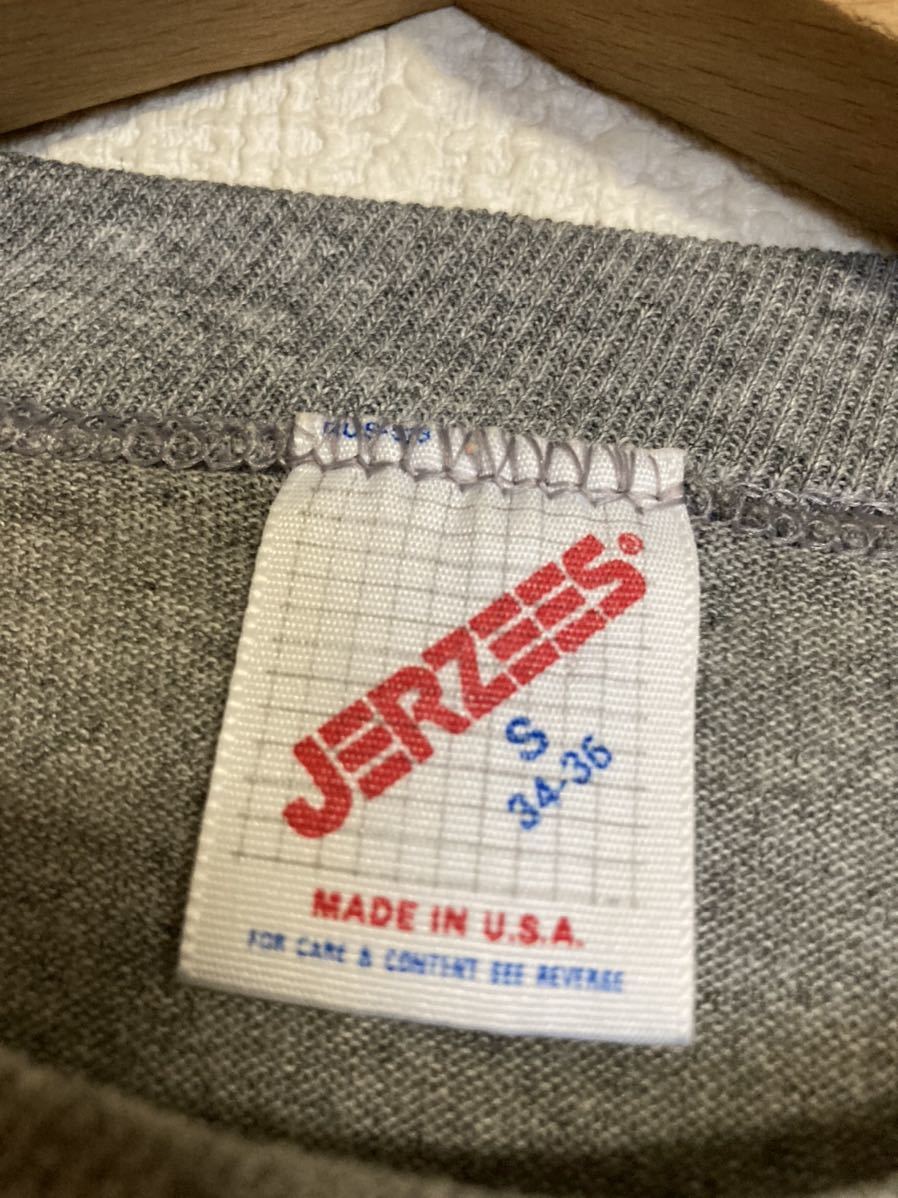 JERZEES®
S
34-36
MADE IN U.S.A.
FOR CARE & CONTENT SEE REVERSE